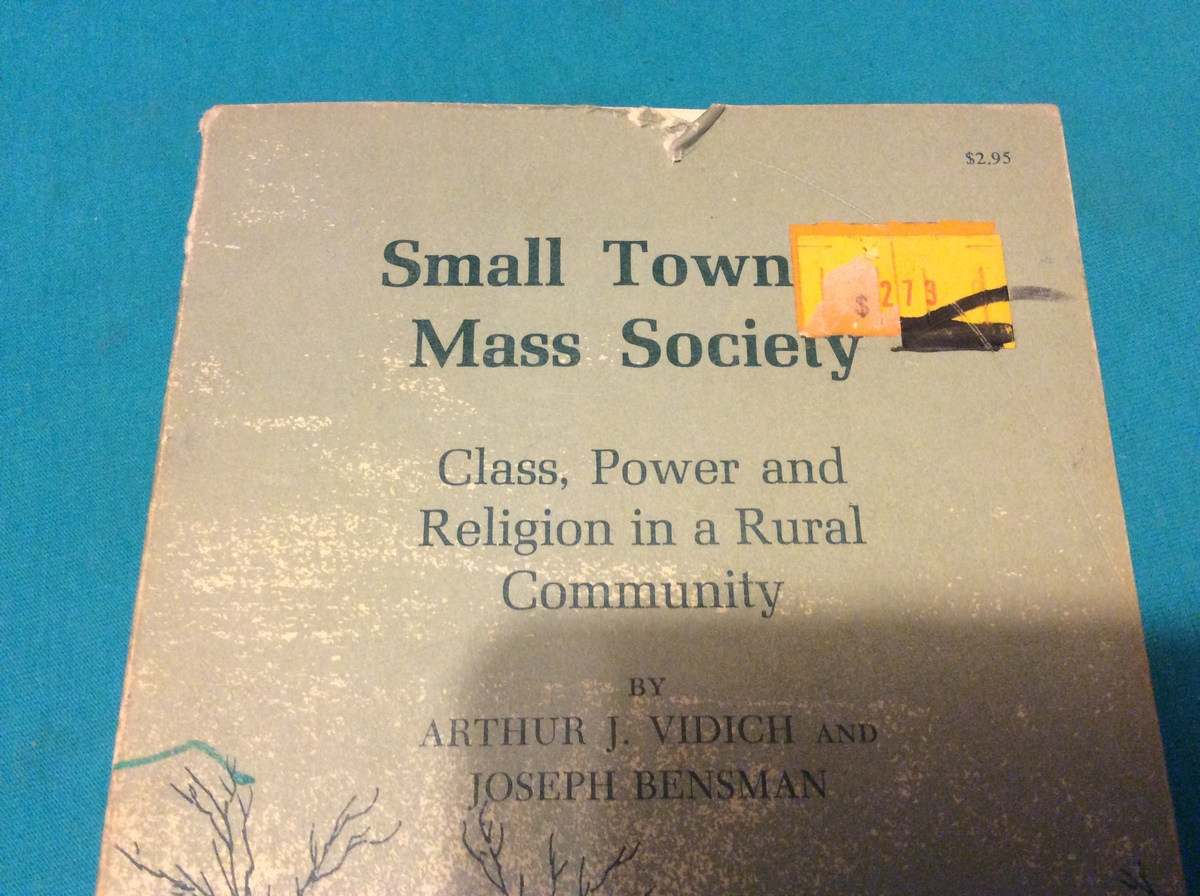 $2.95
Small Town
Mass Society
$ 273
Class, Power and
Religion in a Rural
Community
BY
ARTHUR J. VIDICH AND
JOSEPH BENSMAN